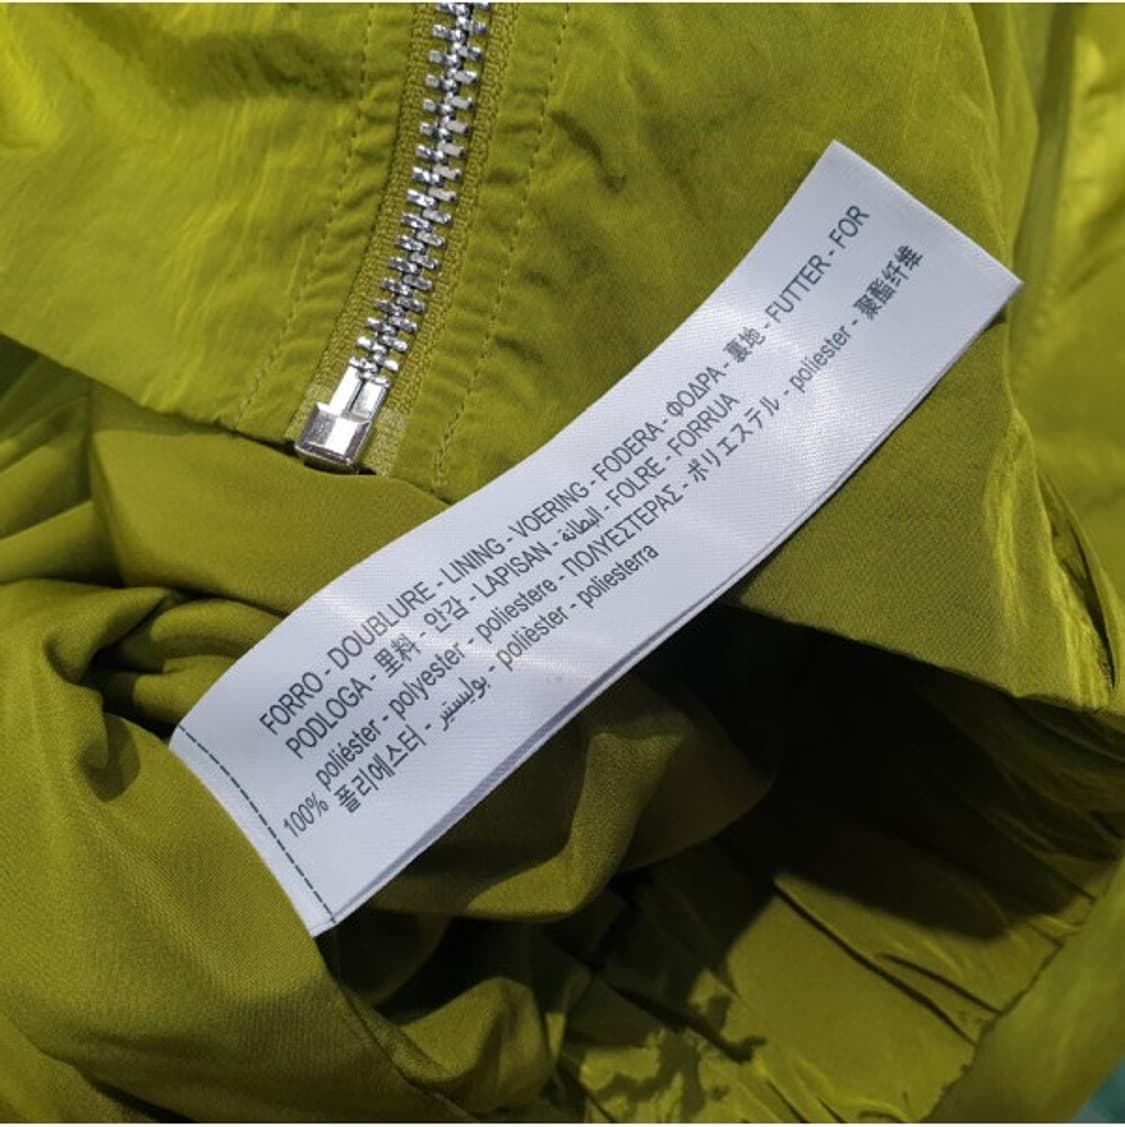 FORRO - DOUBLURE - LINING - VOERING - FODERA - ΦΟΔΡΑ - 裏地 - FUTTER - FOR
PODLOGA - 里料 - 안감 - LAPISAN - البطانة - FOLRE - FORRUA
100% poliéster - polyester - poliestere - ΠΟΛΥΕΣΤΕΡΑΣ - ポリエステル - poliester - 聚酯纤维
폴리에스터 - بوليستير - polièster - poliesterra